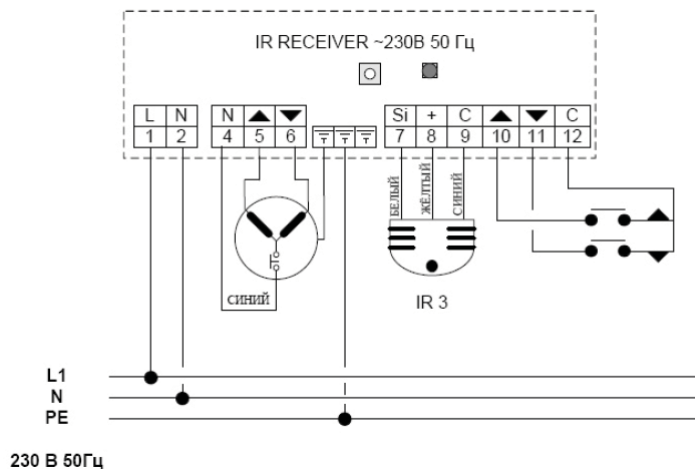 IR RECEIVER ~230В 50 Гц
L N N ▲ ▼ Si + C ▲ ▼ C
1 2 4 5 6 7 8 9 10 11 12
БЕЛЫЙ
ЖЁЛТЫЙ
СИНИЙ
СИНИЙ
IR 3
L1
N
PE
230 В 50Гц